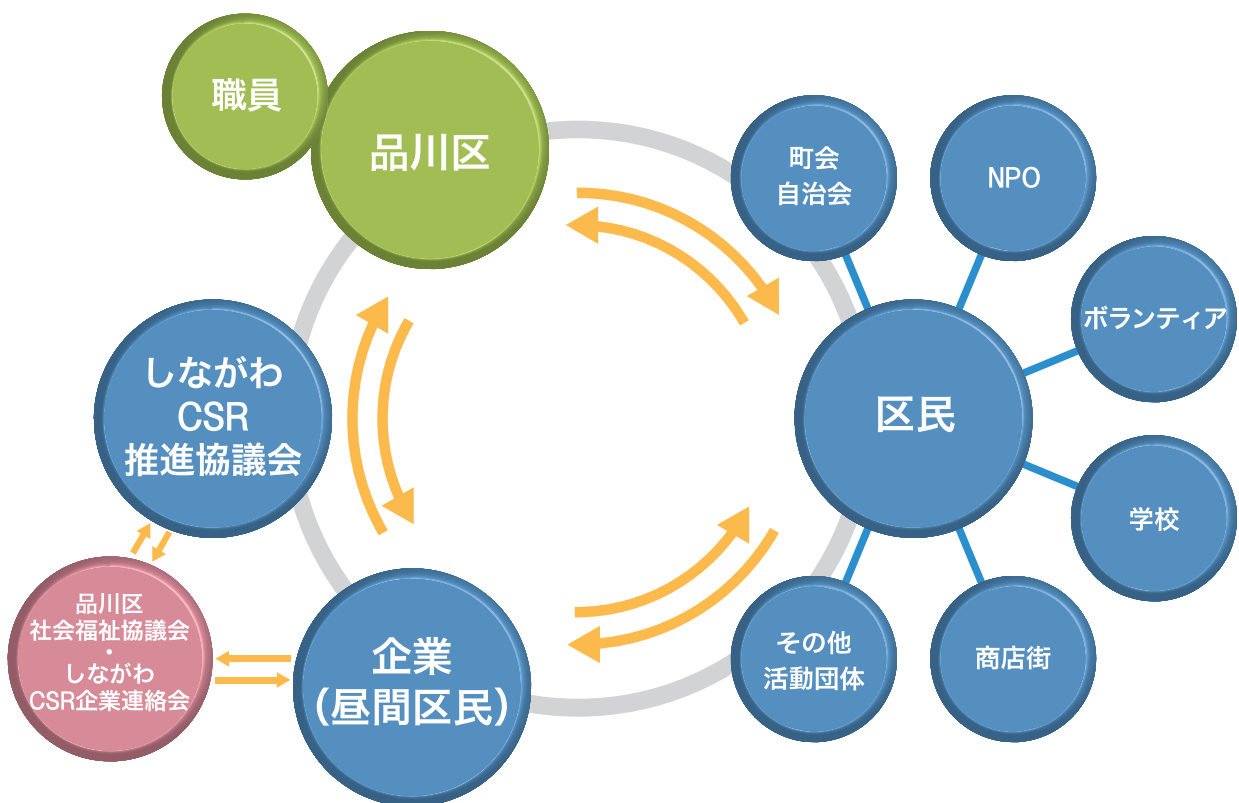 職員
品川区
町会
自治会
NPO
ボランティア
しながわ
CSR
推進協議会
区民
学校
品川区
社会福祉協議会
・
しながわ
CSR企業連絡会
企業
(昼間区民)
その他
活動団体
商店街